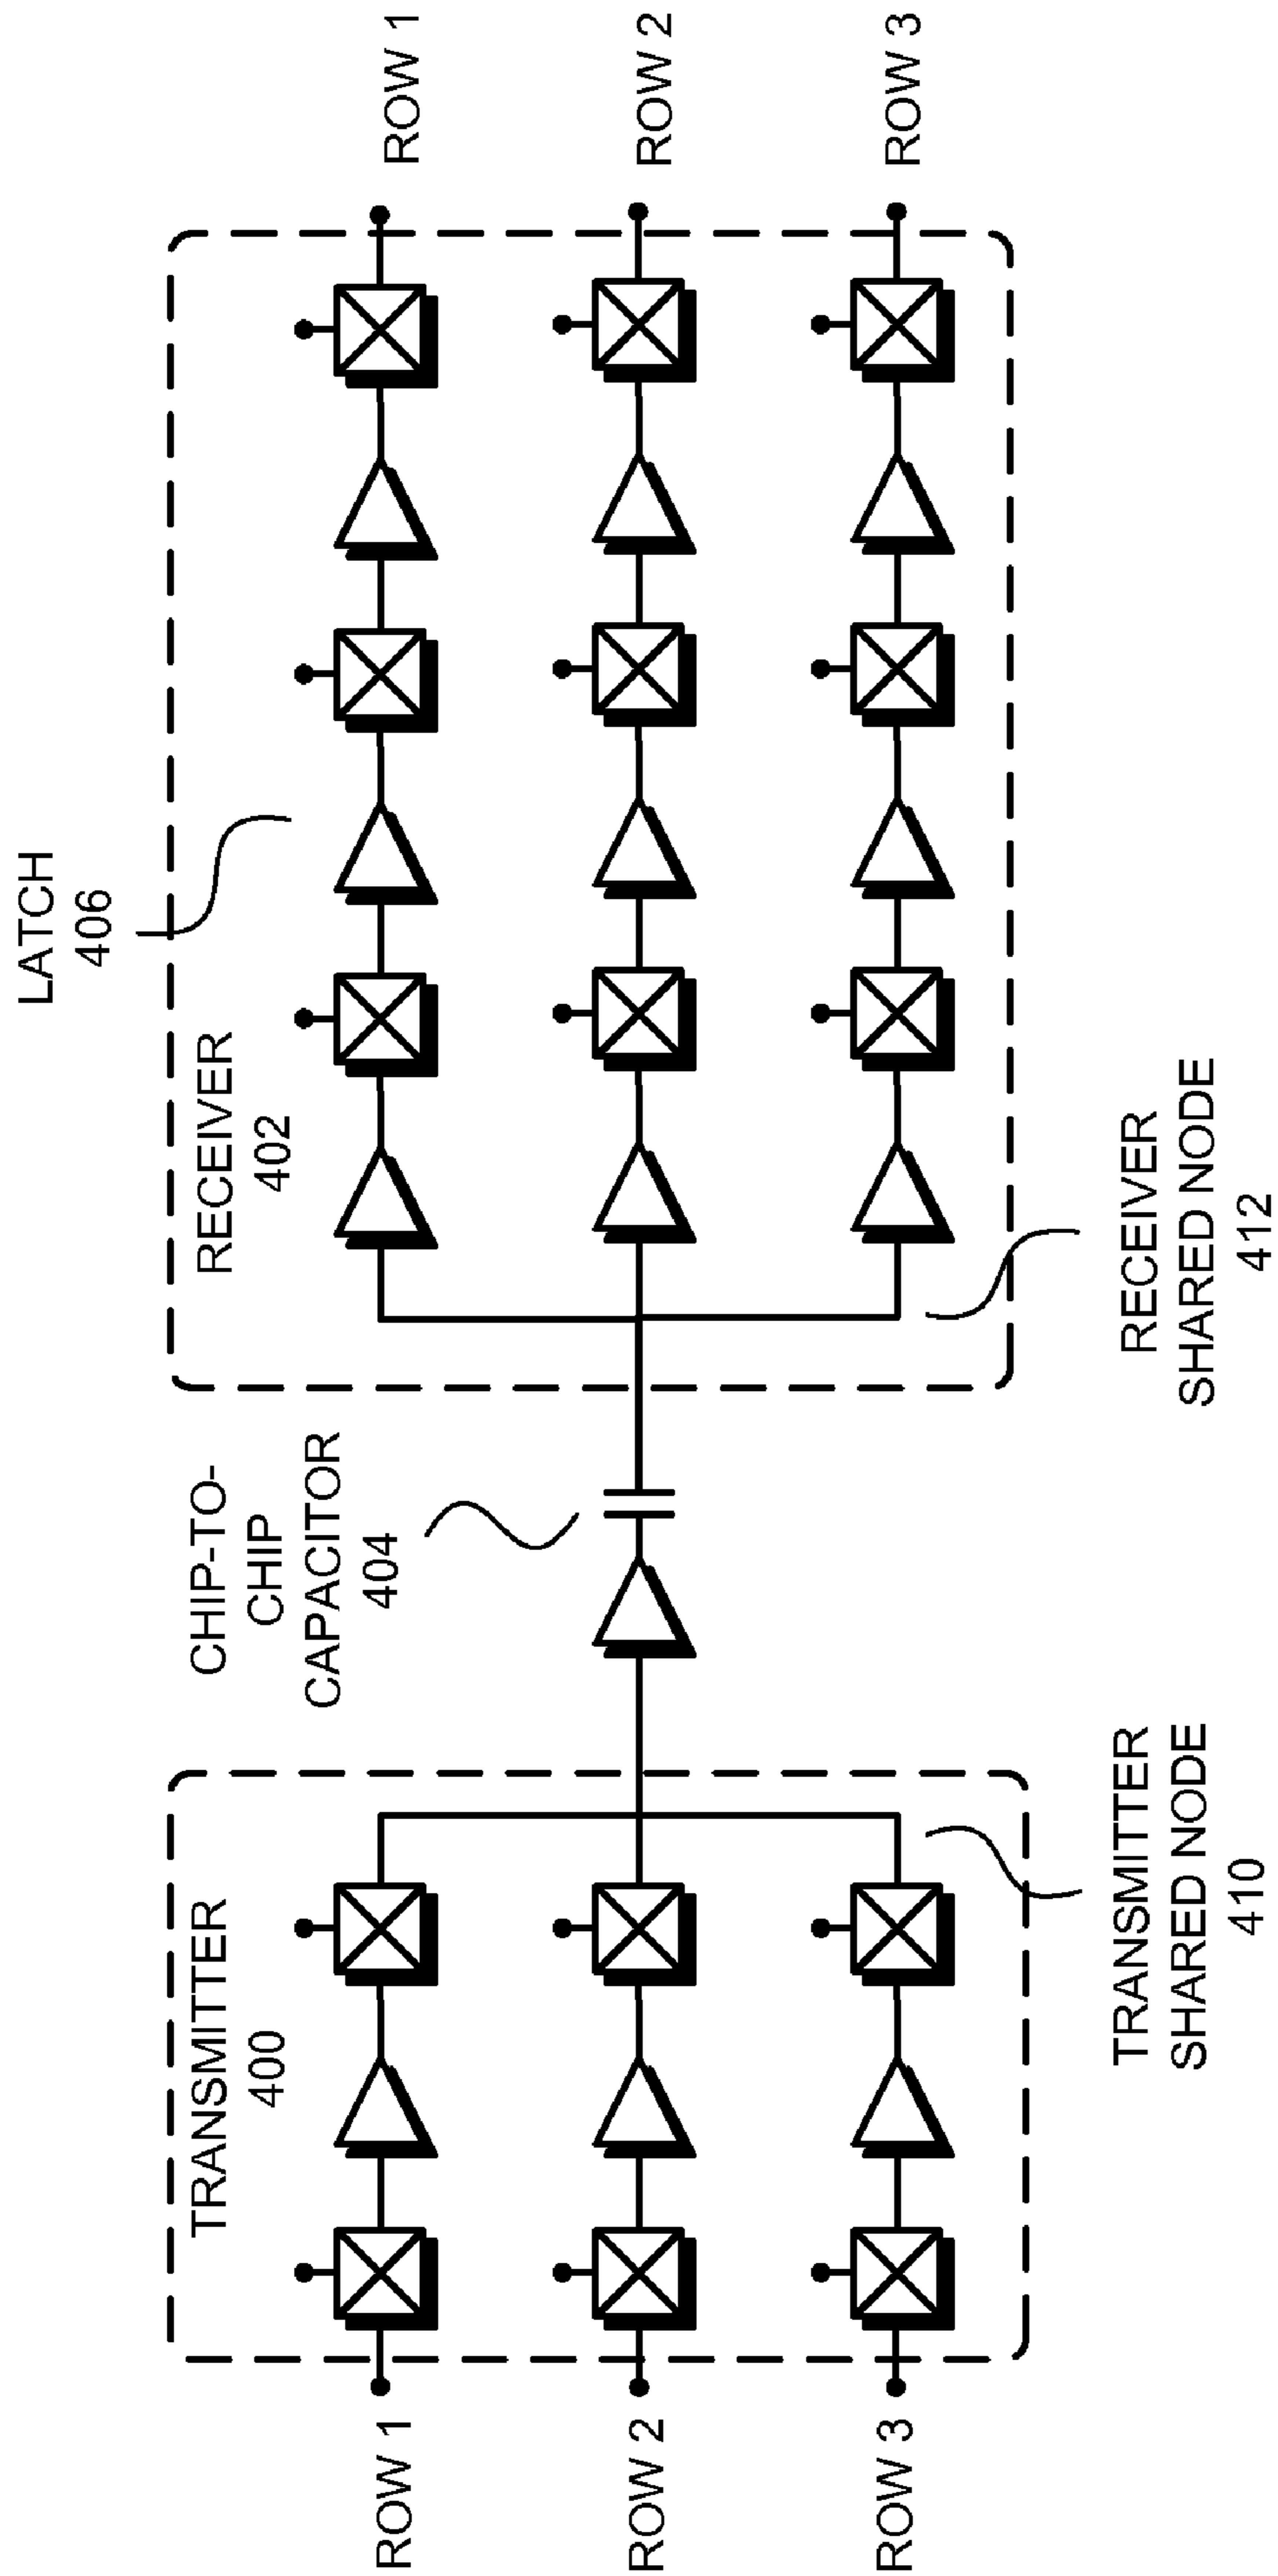 LATCH
406
RECEIVER
402
ROW 1
ROW 2
ROW 3
RECEIVER
SHARED NODE
412
CHIP-TO-
CHIP
CAPACITOR
404
TRANSMITTER
400
TRANSMITTER
SHARED NODE
410
ROW 1
ROW 2
ROW 3